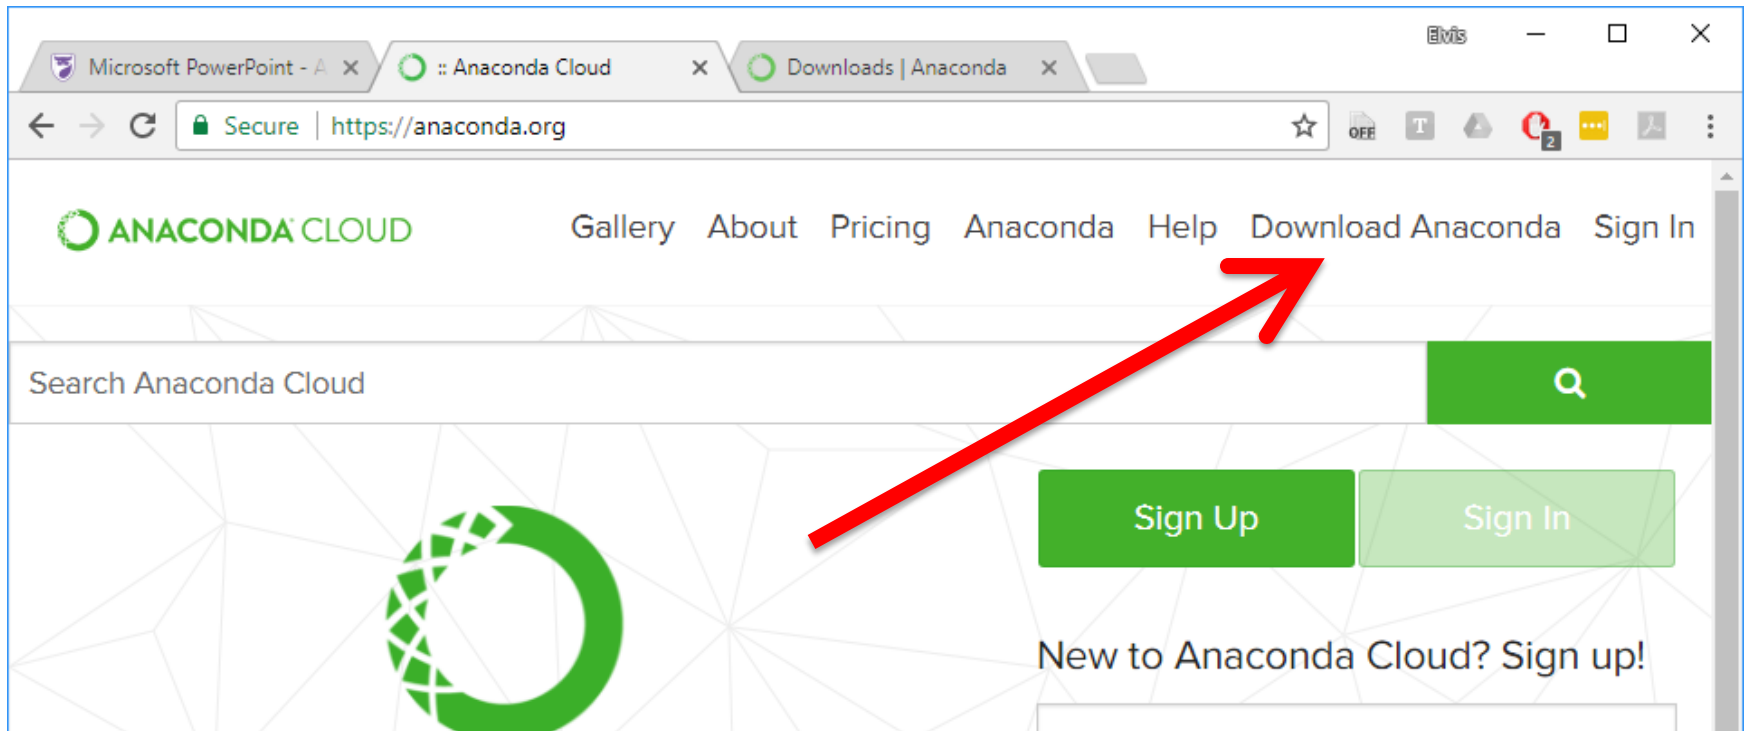 Elvis
Microsoft PowerPoint - A
:: Anaconda Cloud
Downloads | Anaconda
Secure | https://anaconda.org
OFF
T
2
ANACONDA CLOUD
Gallery About Pricing Anaconda Help Download Anaconda Sign In
Search Anaconda Cloud
Sign Up
Sign In
New to Anaconda Cloud? Sign up!